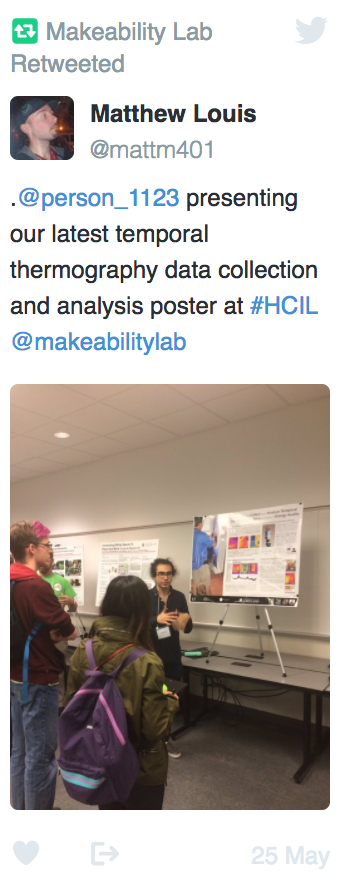 Makeability Lab
Retweeted
Matthew Louis
@mattm401
.@person_1123 presenting
our latest temporal
thermography data collection
and analysis poster at #HCIL
@makeabilitylab
25 May